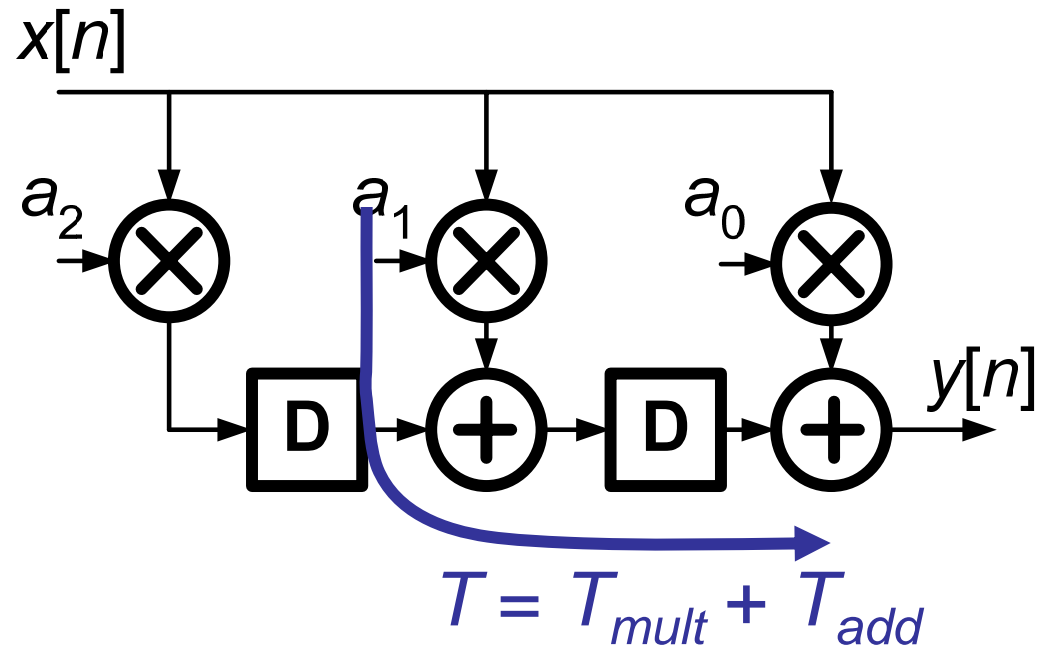 x[n]
a₂ a₁ a₀
D D y[n]
T = Tₘᵤₗₜ + Tₐdd